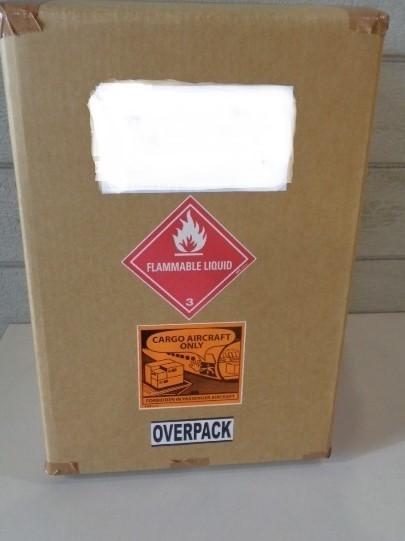 FLAMMABLE LIQUID
3
CARGO AIRCRAFT
ONLY
FORBIDDEN IN PASSENGER AIRCRAFT
OVERPACK